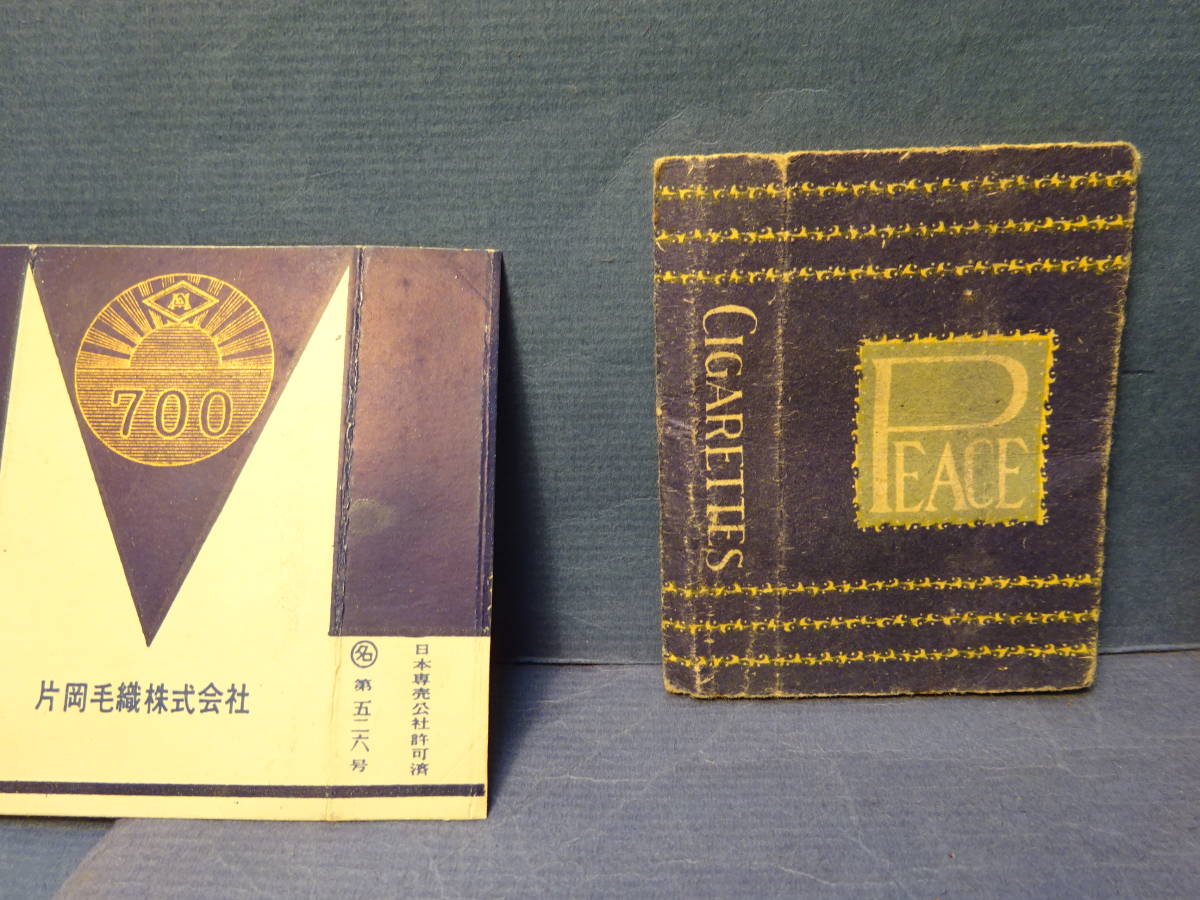 700
片岡毛織株式会社
日本専売公社許可済
名 第五二六号
CIGARETTES
PEACE